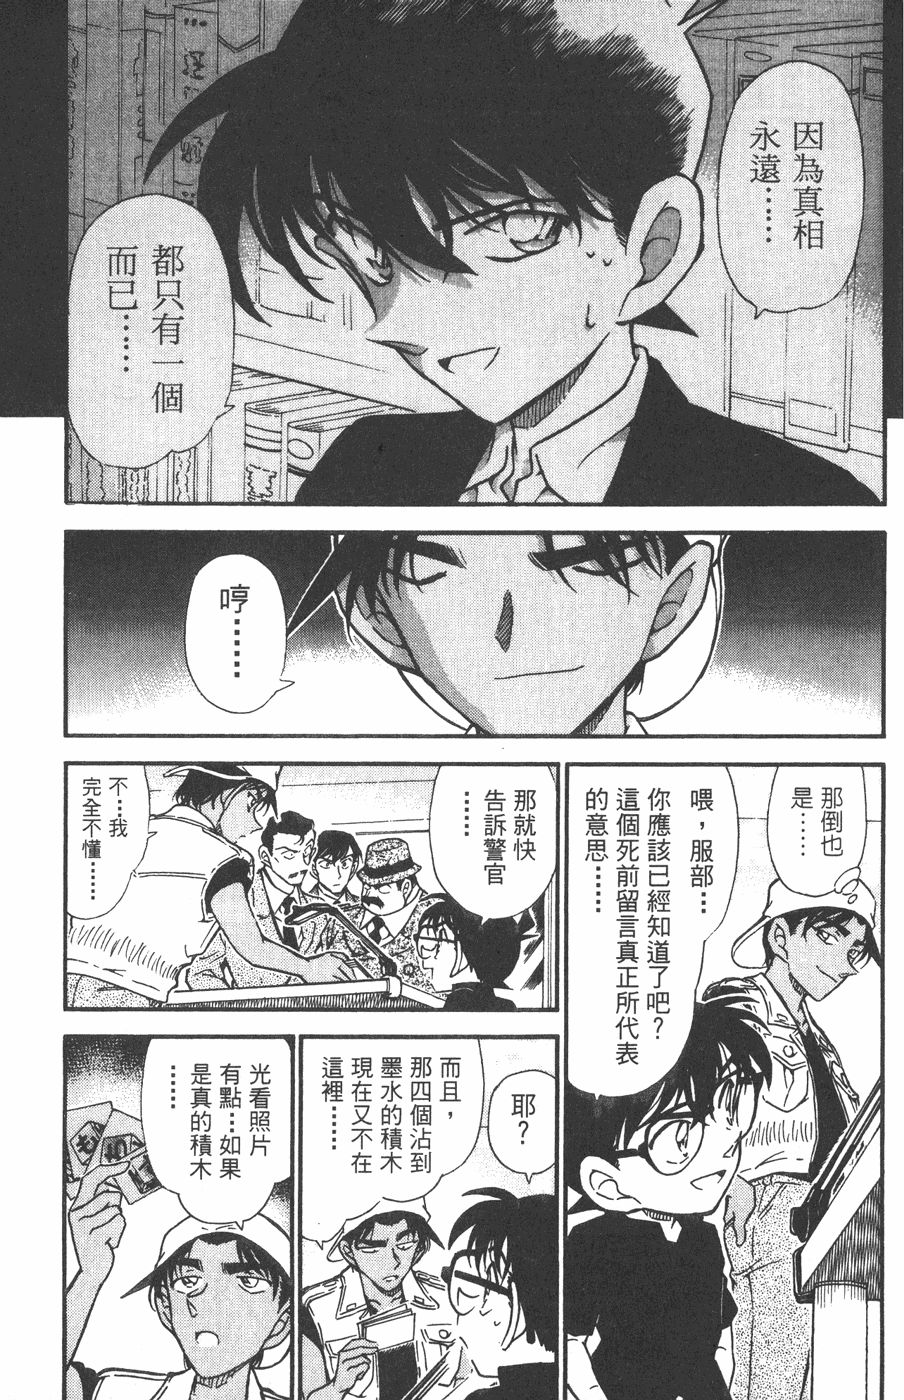 因為真相
永遠……
都只有一個
而已……
哼……
那倒也
是……
喂，服部…
你應該已經知道了吧？
這個死前留言真正所代表
的意思……
那就快
告訴警官
……
不…我
完全不懂……
耶？
而且，
那四個沾到
墨水的積木
現在又不在
這裡……
光看照片
有點…如果
是真的積木
……